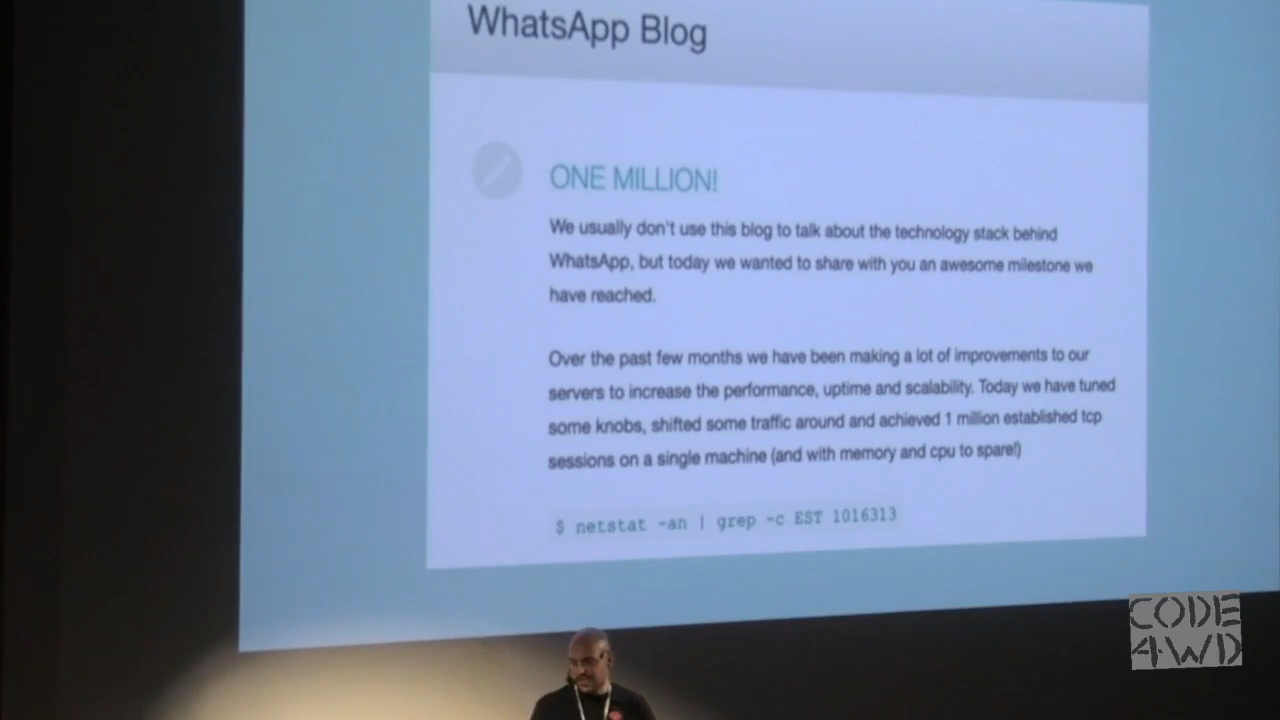 WhatsApp Blog
ONE MILLION!
We usually don't use this blog to talk about the technology stack behind
WhatsApp, but today we wanted to share with you an awesome milestone we
have reached.
Over the past few months we have been making a lot of improvements to our
servers to increase the performance, uptime and scalability. Today we have tuned
some knobs, shifted some traffic around and achieved 1 million established tcp
sessions on a single machine (and with memory and cpu to spare!)
$ netstat -an | grep -c EST 1016313
CODE
4WD